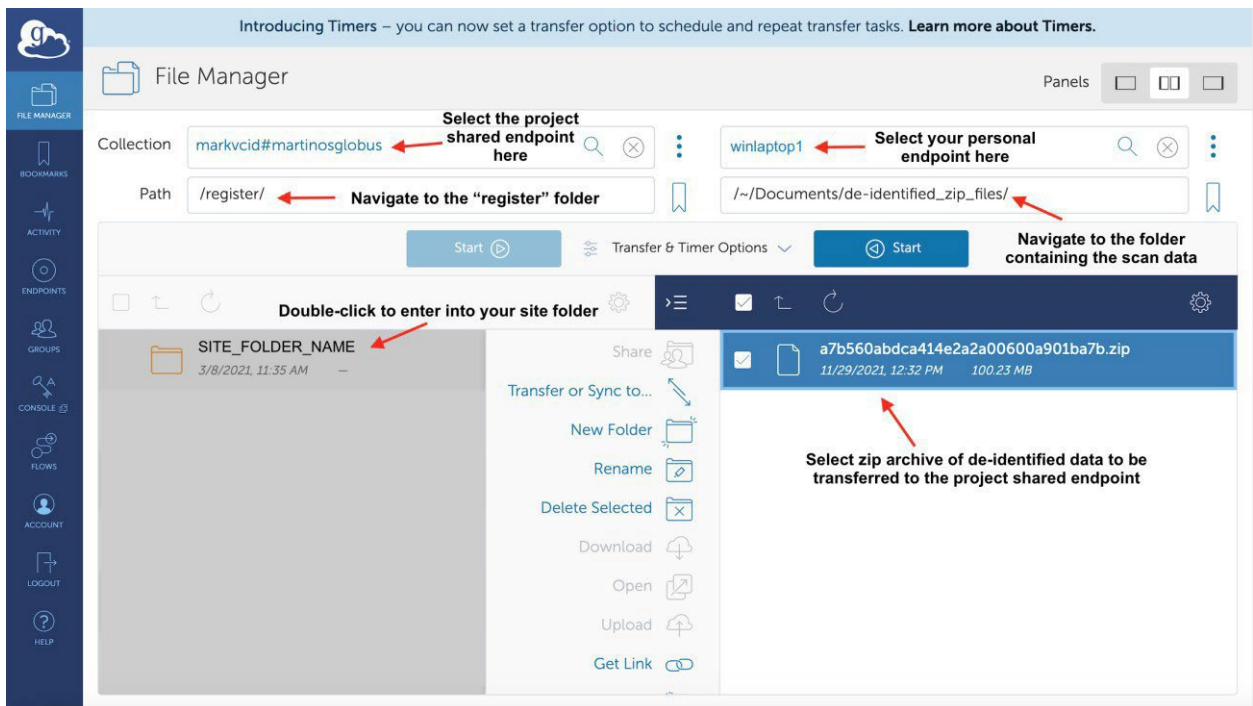 Introducing Timers – you can now set a transfer option to schedule and repeat transfer tasks. Learn more about Timers.
File Manager
Panels
FILE MANAGER
BOOKMARKS
ACTIVITY
ENDPOINTS
GROUPS
CONSOLE
FLOWS
ACCOUNT
LOGOUT
HELP
Collection
markvcid#martinosglobus
Select the project
shared endpoint
here
winlaptop1
Select your personal
endpoint here
Path
/register/
Navigate to the “register” folder
/~/Documents/de-identified_zip_files/
Start
Transfer & Timer Options
Start
Navigate to the folder
containing the scan data
Double-click to enter into your site folder
SITE_FOLDER_NAME
3/8/2021, 11:35 AM –
Share
Transfer or Sync to...
New Folder
Rename
Delete Selected
Download
Open
Upload
Get Link
a7b560abdca414e2a2a00600a901ba7b.zip
11/29/2021, 12:32 PM 100.23 MB
Select zip archive of de-identified data to be
transferred to the project shared endpoint